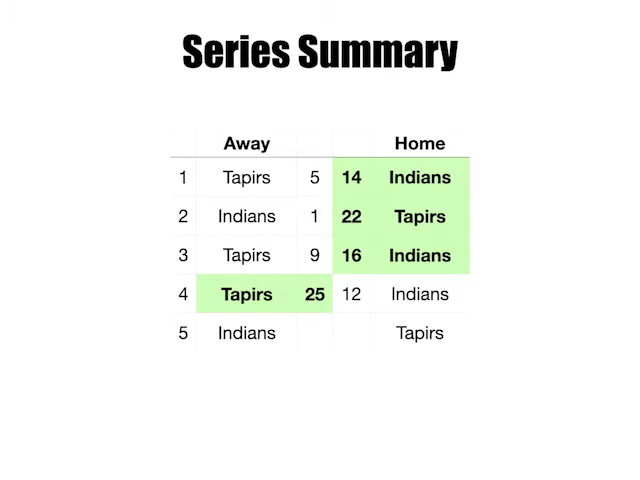 Series Summary
Away Home
1 Tapirs 5 14 Indians
2 Indians 1 22 Tapirs
3 Tapirs 9 16 Indians
4 Tapirs 25 12 Indians
5 Indians Tapirs